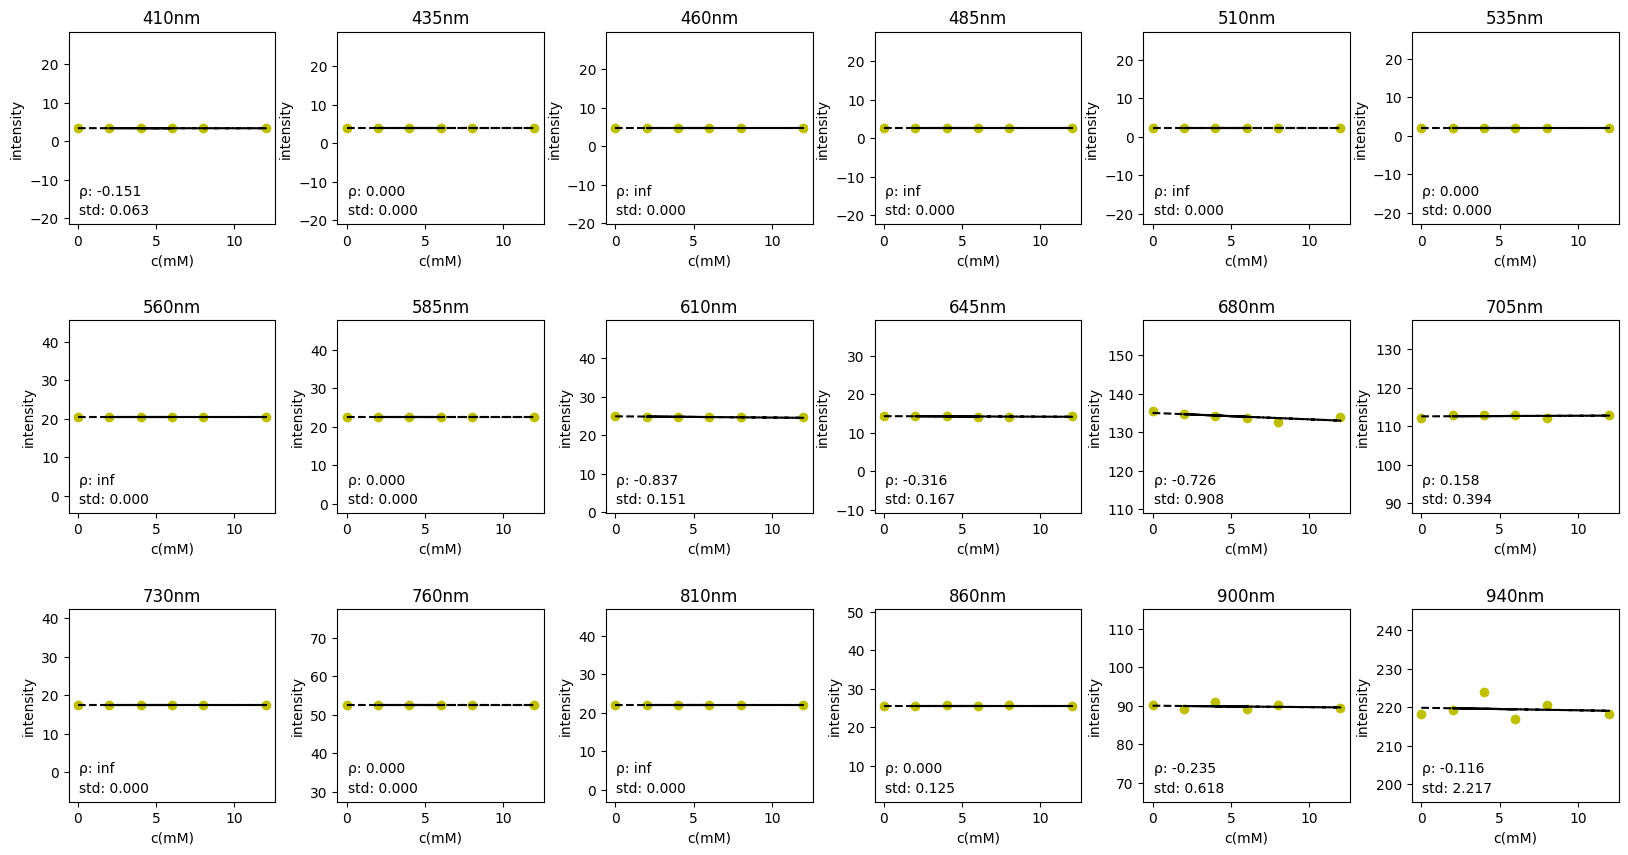 410nm
intensity
20
10
0
−10
−20
ρ: -0.151
std: 0.063
0
5
10
c(mM)
435nm
intensity
20
10
0
−10
−20
ρ: 0.000
std: 0.000
0
5
10
c(mM)
460nm
intensity
20
10
0
−10
−20
ρ: inf
std: 0.000
0
5
10
c(mM)
485nm
intensity
20
10
0
−10
−20
ρ: inf
std: 0.000
0
5
10
c(mM)
510nm
intensity
20
10
0
−10
−20
ρ: inf
std: 0.000
0
5
10
c(mM)
535nm
intensity
20
10
0
−10
−20
ρ: 0.000
std: 0.000
0
5
10
c(mM)
560nm
intensity
40
30
20
10
0
ρ: inf
std: 0.000
0
5
10
c(mM)
585nm
intensity
40
30
20
10
0
ρ: 0.000
std: 0.000
0
5
10
c(mM)
610nm
intensity
40
30
20
10
0
ρ: -0.837
std: 0.151
0
5
10
c(mM)
645nm
intensity
30
20
10
0
−10
ρ: -0.316
std: 0.167
0
5
10
c(mM)
680nm
intensity
150
140
130
120
110
ρ: -0.726
std: 0.908
0
5
10
c(mM)
705nm
intensity
130
120
110
100
90
ρ: 0.158
std: 0.394
0
5
10
c(mM)
730nm
intensity
40
30
20
10
0
ρ: inf
std: 0.000
0
5
10
c(mM)
760nm
intensity
70
60
50
40
30
ρ: 0.000
std: 0.000
0
5
10
c(mM)
810nm
intensity
40
30
20
10
0
ρ: inf
std: 0.000
0
5
10
c(mM)
860nm
intensity
50
40
30
20
10
ρ: 0.000
std: 0.125
0
5
10
c(mM)
900nm
intensity
110
100
90
80
70
ρ: -0.235
std: 0.618
0
5
10
c(mM)
940nm
intensity
240
230
220
210
200
ρ: -0.116
std: 2.217
0
5
10
c(mM)